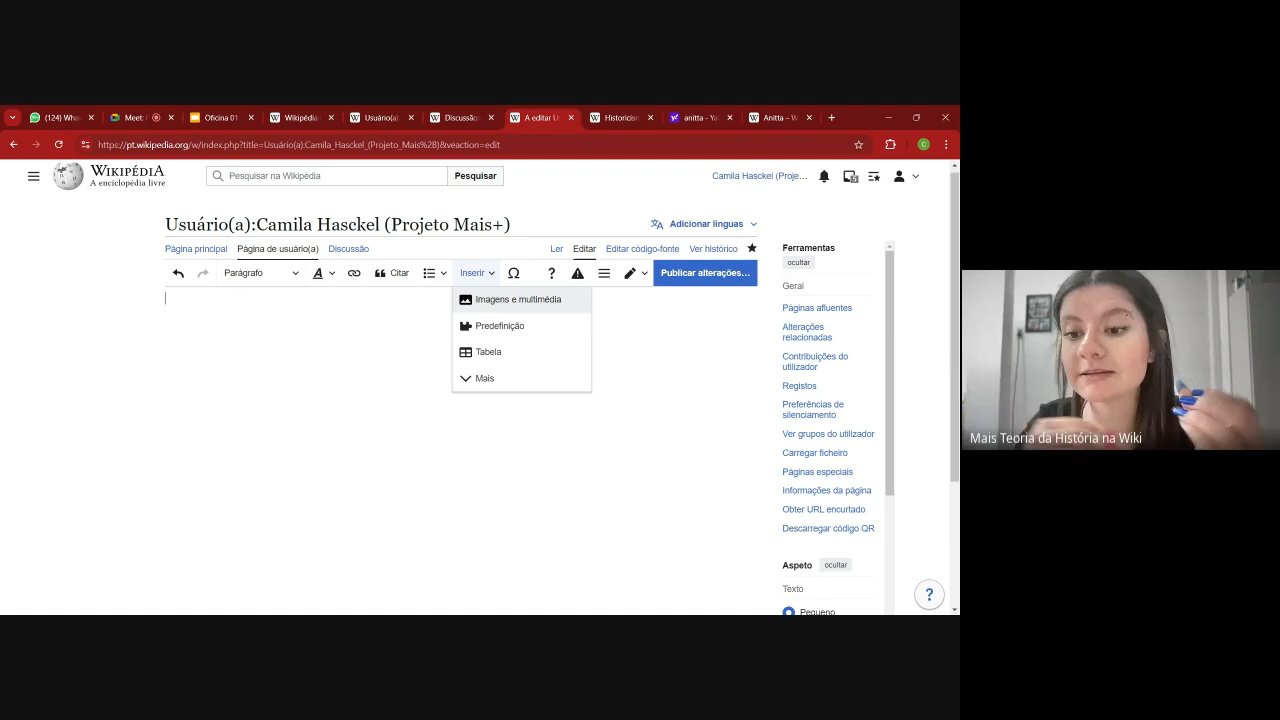 (124) Wha
Meet:
Oficina 01
Wikipédia
Usuário(a):
Discussão
A editar U
Historicism
anitta - Ya
Anitta – W
https://pt.wikipedia.org/w/index.php?title=Usuário(a):Camila_Hasckel_(Projeto_Mais%2B)&veaction=edit
C
WIKIPÉDIA
A enciclopédia livre
Pesquisar na Wikipédia
Pesquisar
Camila Hasckel (Proje...
Usuário(a):Camila Hasckel (Projeto Mais+)
Adicionar línguas
Página principal
Página de usuário(a)
Discussão
Ler
Editar
Editar código-fonte
Ver histórico
Parágrafo
A
Citar
Inserir
Ω
?
Publicar alterações...
Imagens e multimédia
Predefinição
Tabela
Mais
Ferramentas
ocultar
Geral
Páginas afluentes
Alterações
relacionadas
Contribuições do
utilizador
Registos
Preferências de
silenciamento
Ver grupos do utilizador
Carregar ficheiro
Páginas especiais
Informações da página
Obter URL encurtado
Descarregar código QR
Aspeto
ocultar
Texto
Pequeno
?
Mais Teoria da História na Wiki